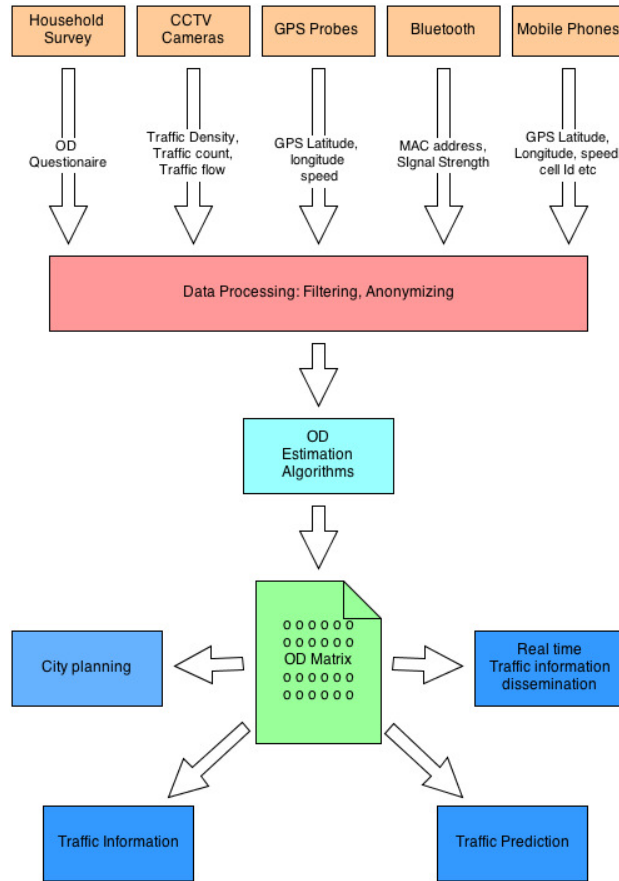 Household
Survey
CCTV
Cameras
GPS Probes
Bluetooth
Mobile Phones
OD
Questionaire
Traffic Density,
Traffic count,
Traffic flow
GPS Latitude,
longitude
speed
MAC address,
SIgnal Strength
GPS Latitude,
Longitude, speed
cell Id etc
Data Processing: Filtering, Anonymizing
OD
Estimation
Algorithms
O O O O O O
O O O O O O
OD Matrix
O O O O O O
O O O O O O
City planning
Real time
Traffic information
dissemination
Traffic Information
Traffic Prediction